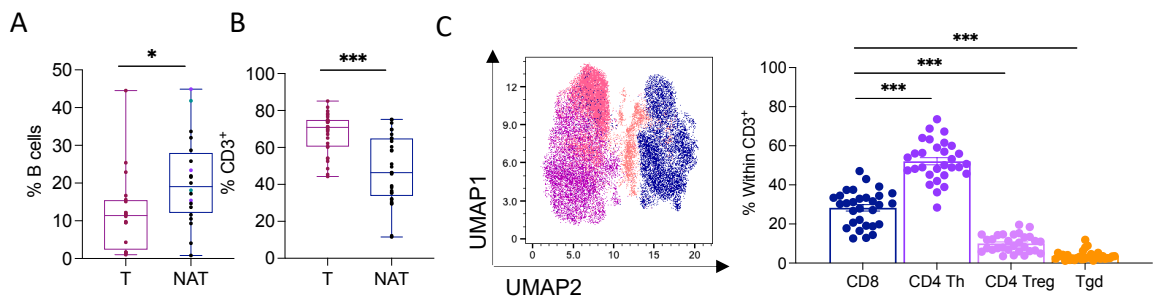 A
B
C
*
% B cells
50
40
30
20
10
0
T
NAT
***
% CD3⁺
100
80
60
40
20
0
T
NAT
UMAP1
12
9.0
6.0
3.0
0
0
5.0
10
15
20
UMAP2
% Within CD3⁺
100
80
60
40
20
0
***
***
***
CD8
CD4 Th
CD4 Treg
Tgd